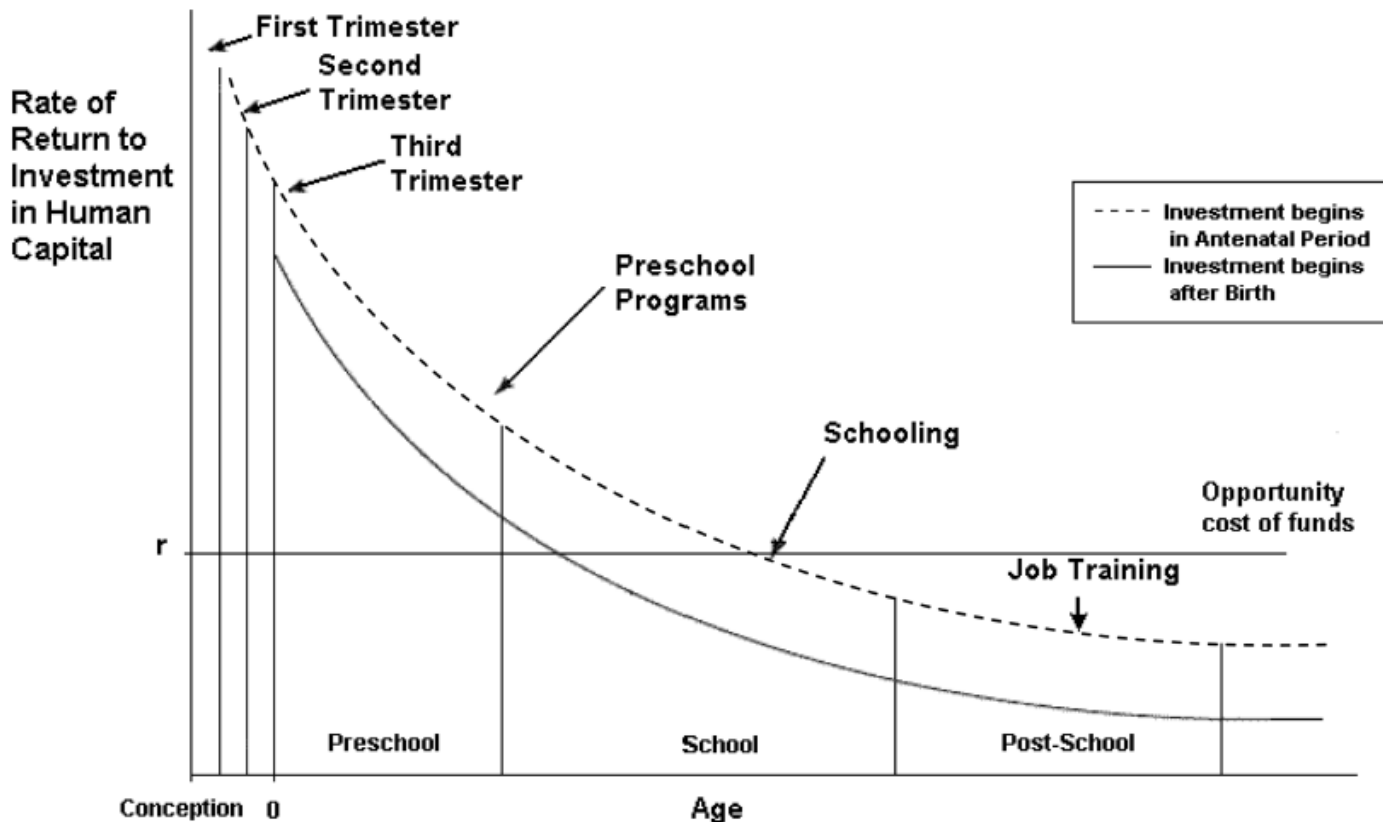 First Trimester
Second
Trimester
Rate of
Return to
Investment
in Human
Capital
Third
Trimester
Investment begins
in Antenatal Period
Investment begins
after Birth
Preschool
Programs
Schooling
Opportunity
cost of funds
r
Job Training
Preschool
School
Post-School
Conception
0
Age